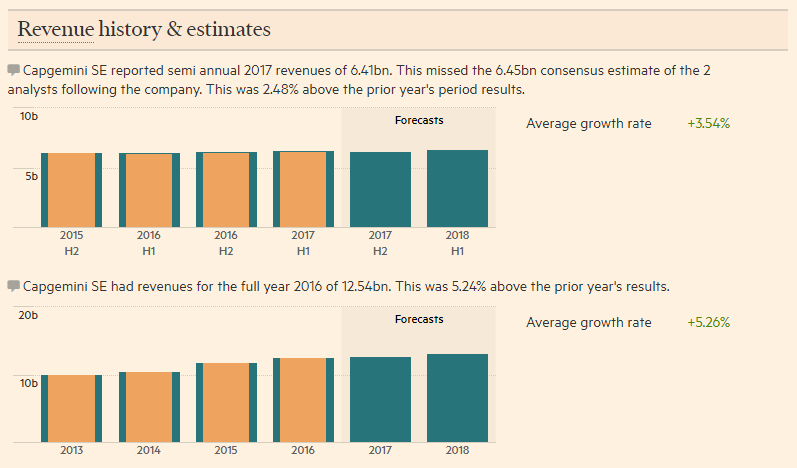 Revenue history & estimates
Capgemini SE reported semi annual 2017 revenues of 6.41bn. This missed the 6.45bn consensus estimate of the 2
analysts following the company. This was 2.48% above the prior year's period results.
10b
Forecasts
Average growth rate +3.54%
5b
2015 2016 2016 2017 2017 2018
H2 H1 H2 H1 H2 H1
Capgemini SE had revenues for the full year 2016 of 12.54bn. This was 5.24% above the prior year's results.
20b
Forecasts
Average growth rate +5.26%
10b
2013 2014 2015 2016 2017 2018